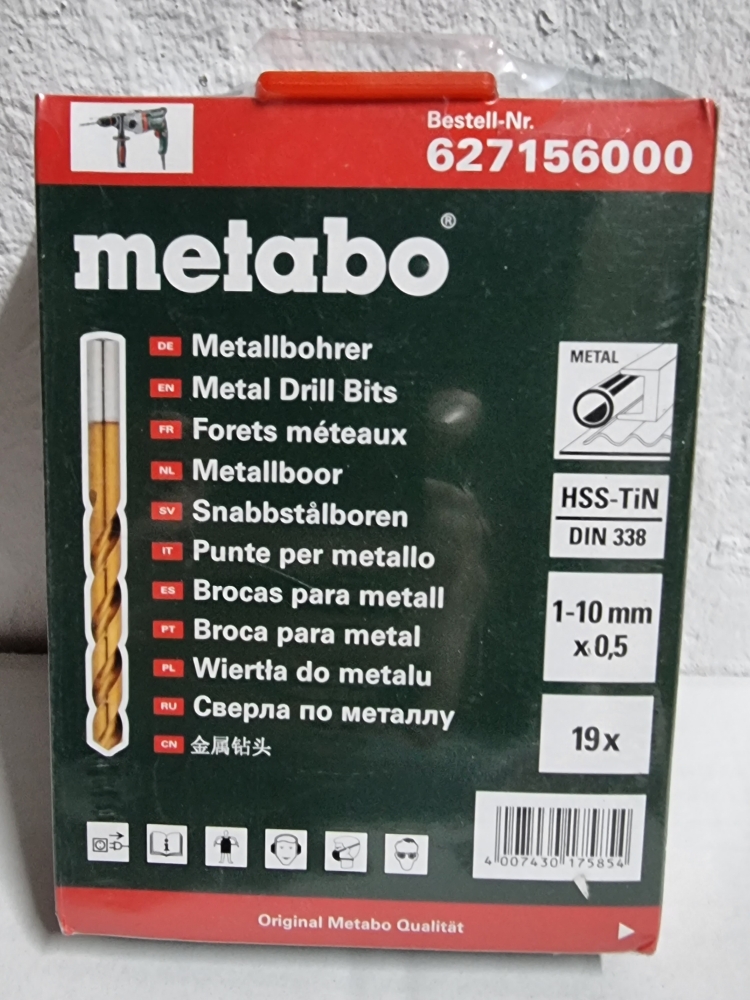 Bestell-Nr.
627156000
metabo®
DE Metallbohrer
EN Metal Drill Bits
FR Forets méteaux
NL Metallboor
SV Snabbstålboren
IT Punte per metallo
ES Brocas para metall
PT Broca para metal
PL Wiertła do metalu
RU Сверла по металлу
CN 金属钻头
METAL
HSS-TiN
DIN 338
1-10 mm
x 0,5
19x
i
4 007430 175854
Original Metabo Qualität